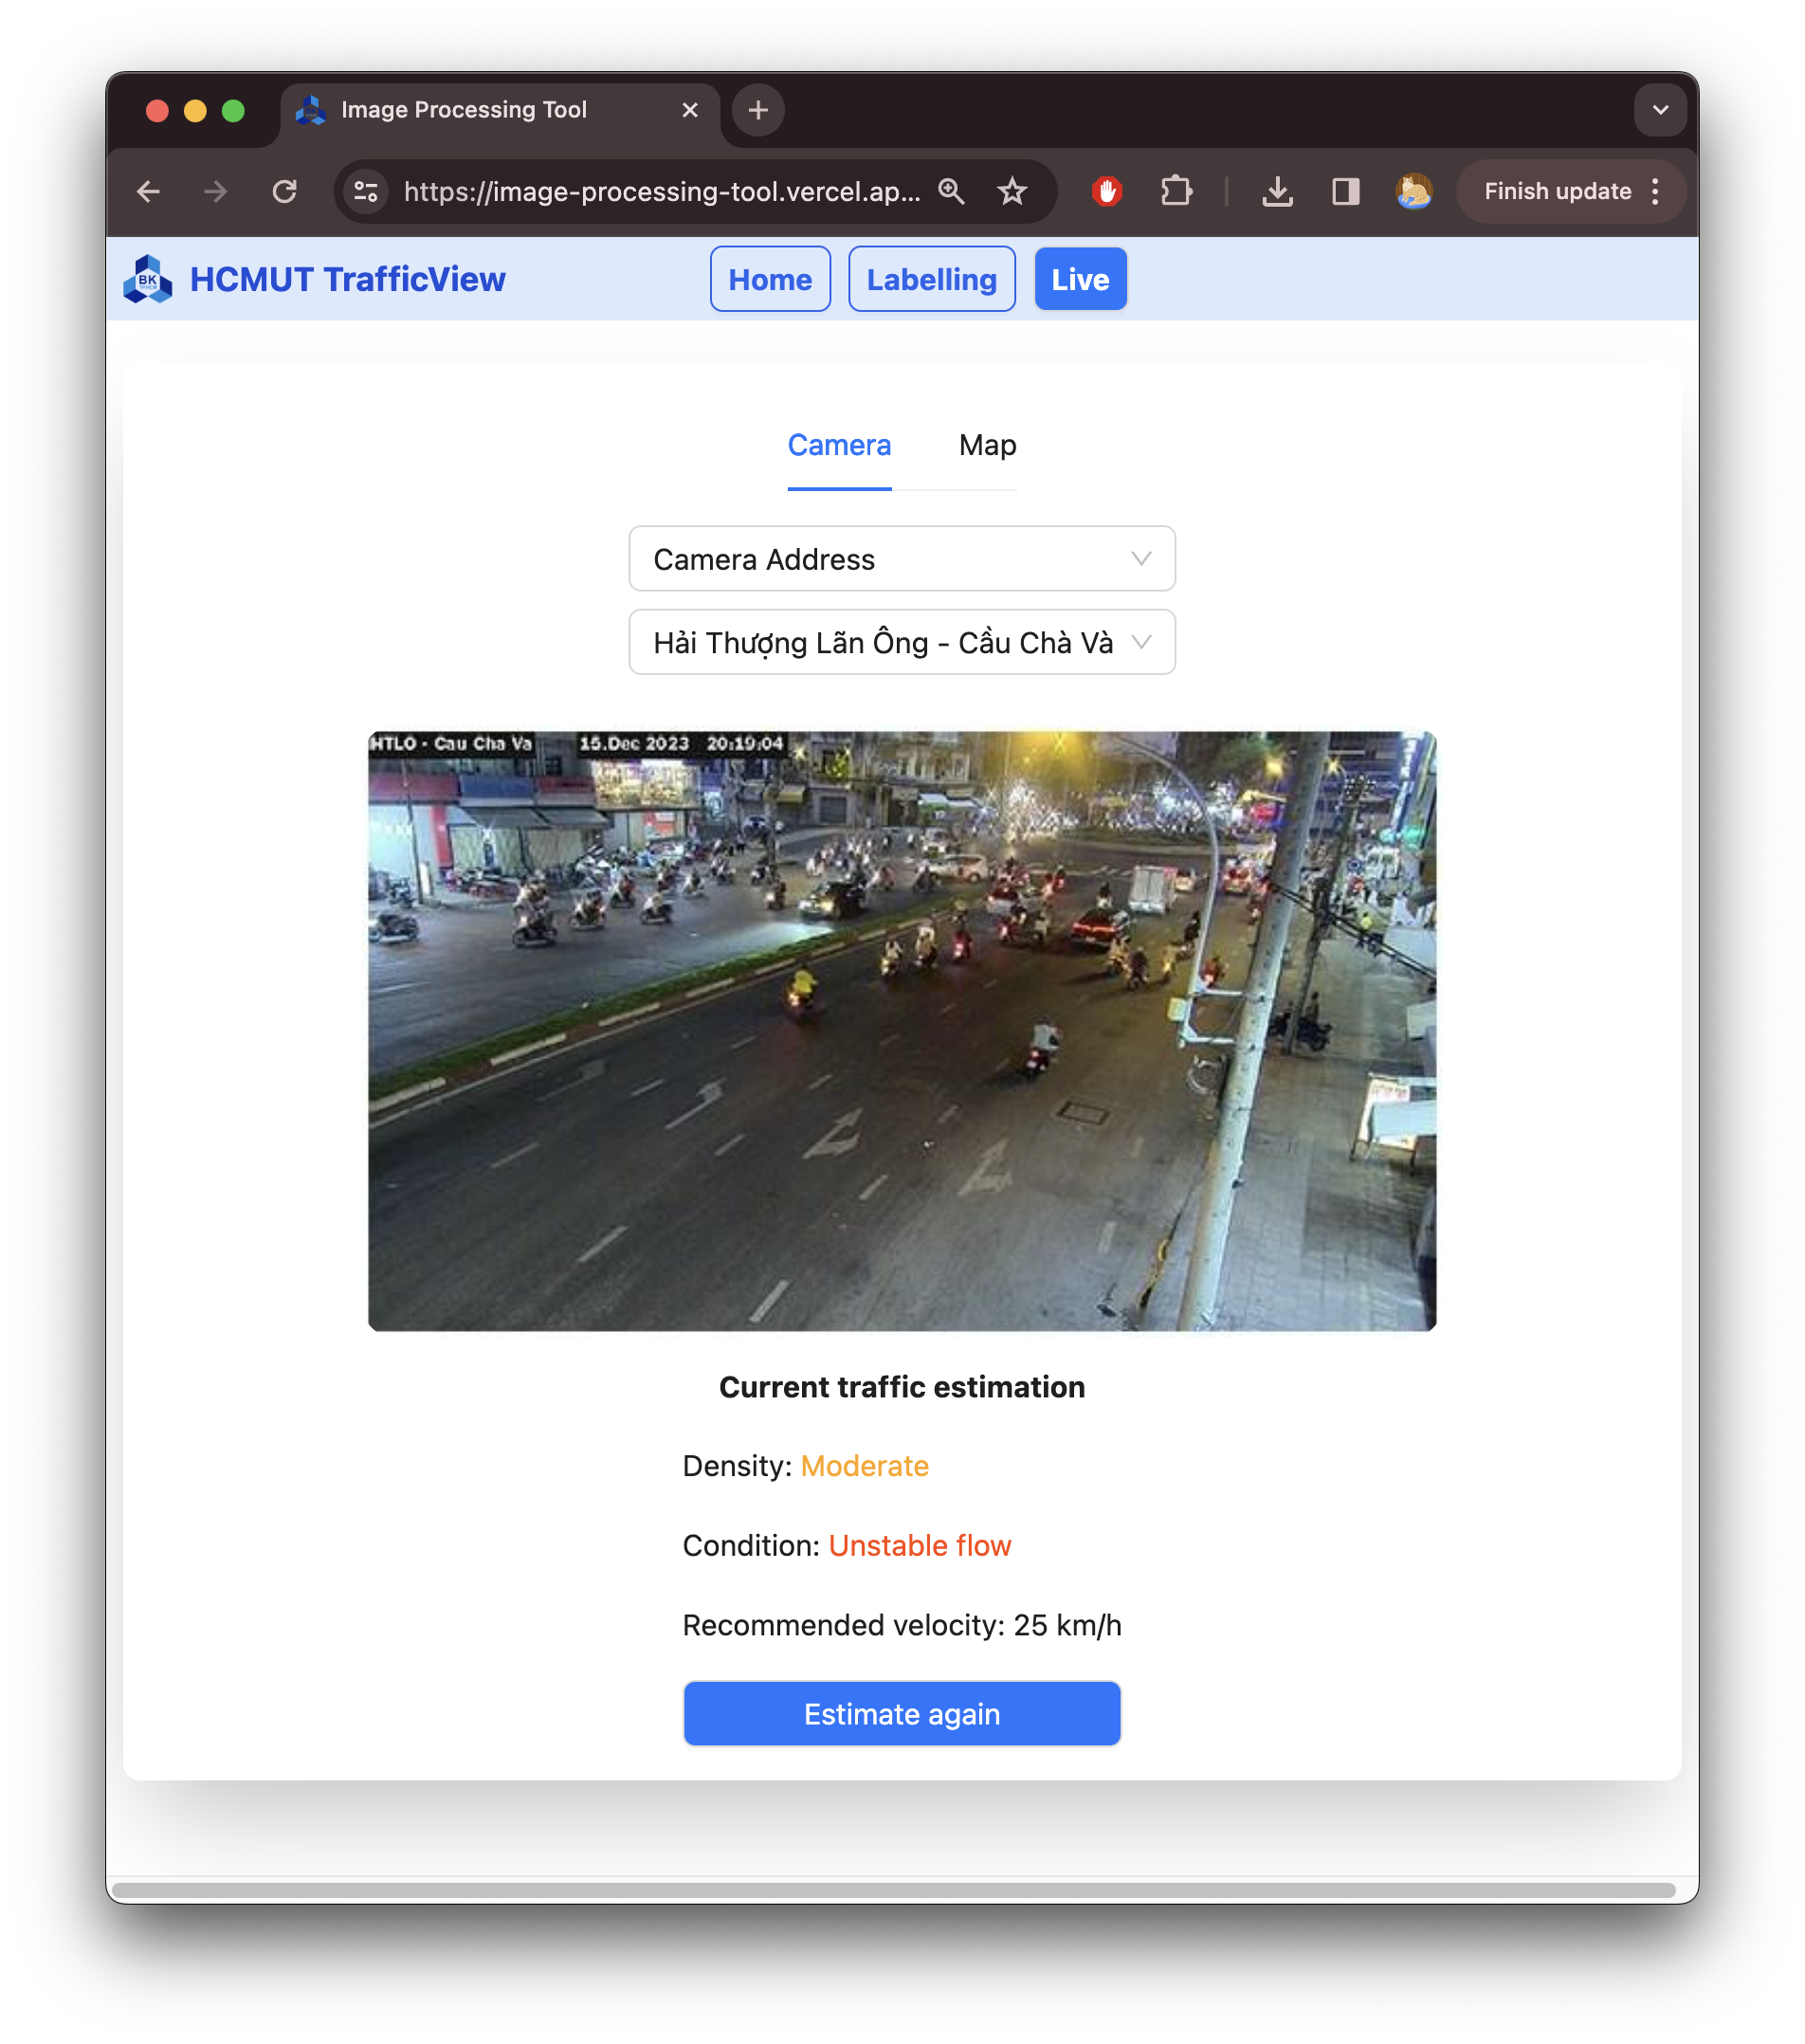 Image Processing Tool
https://image-processing-tool.vercel.ap...
Finish update
BK
HCMUT TrafficView
Home
Labelling
Live
Camera
Map
Camera Address
Hải Thượng Lãn Ông - Cầu Chà Và
HTLO - Cau Cha Va 15.Dec 2023 20:19:04
Current traffic estimation
Density: Moderate
Condition: Unstable flow
Recommended velocity: 25 km/h
Estimate again